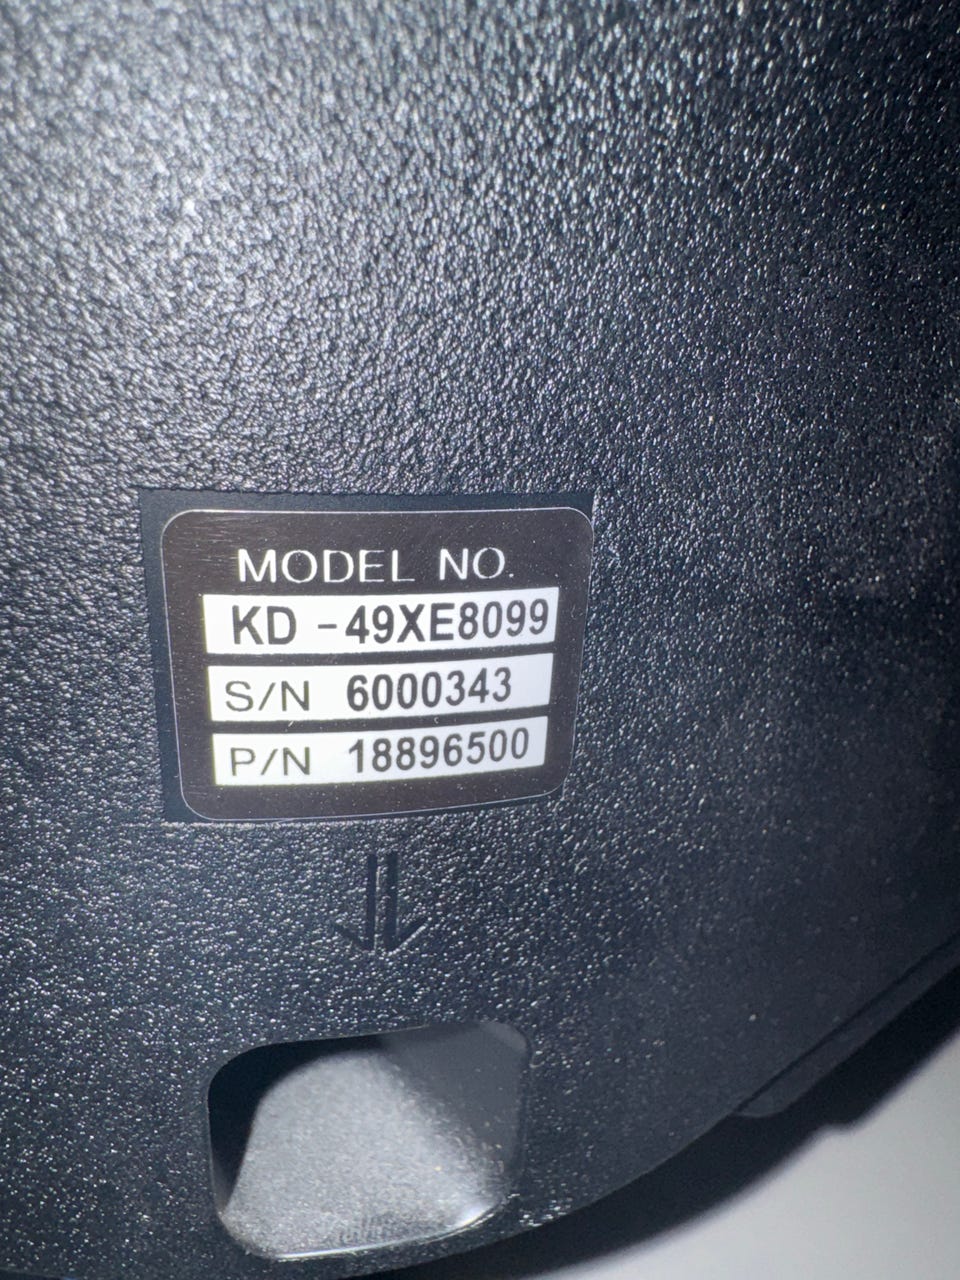 MODEL NO.
KD - 49XE8099
S/N 6000343
P/N 18896500